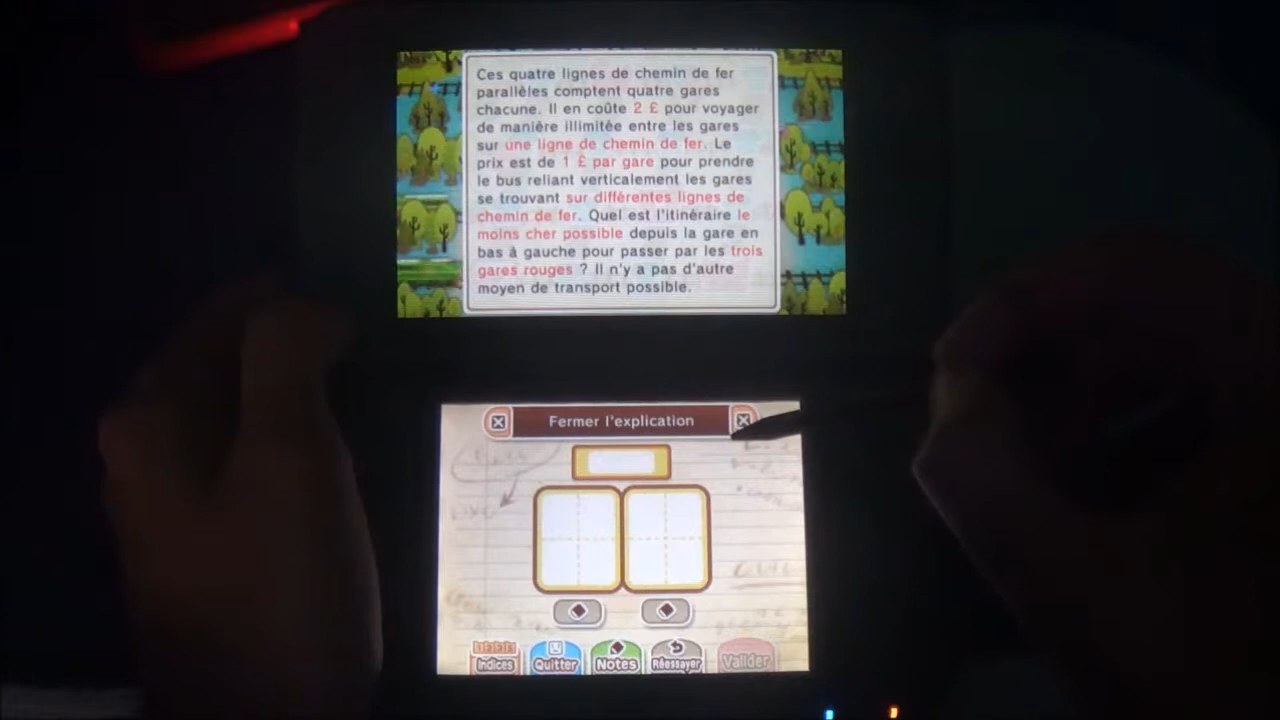 Ces quatre lignes de chemin de fer
parallèles comptent quatre gares
chacune. Il en coûte 2 £ pour voyager
de manière illimitée entre les gares
sur une ligne de chemin de fer. Le
prix est de 1 £ par gare pour prendre
le bus reliant verticalement les gares
se trouvant sur différentes lignes de
chemin de fer. Quel est l'itinéraire le
moins cher possible depuis la gare en
bas à gauche pour passer par les trois
gares rouges ? Il n'y a pas d'autre
moyen de transport possible.
Fermer l'explication
Indices Quitter Notes Réessayer Valider